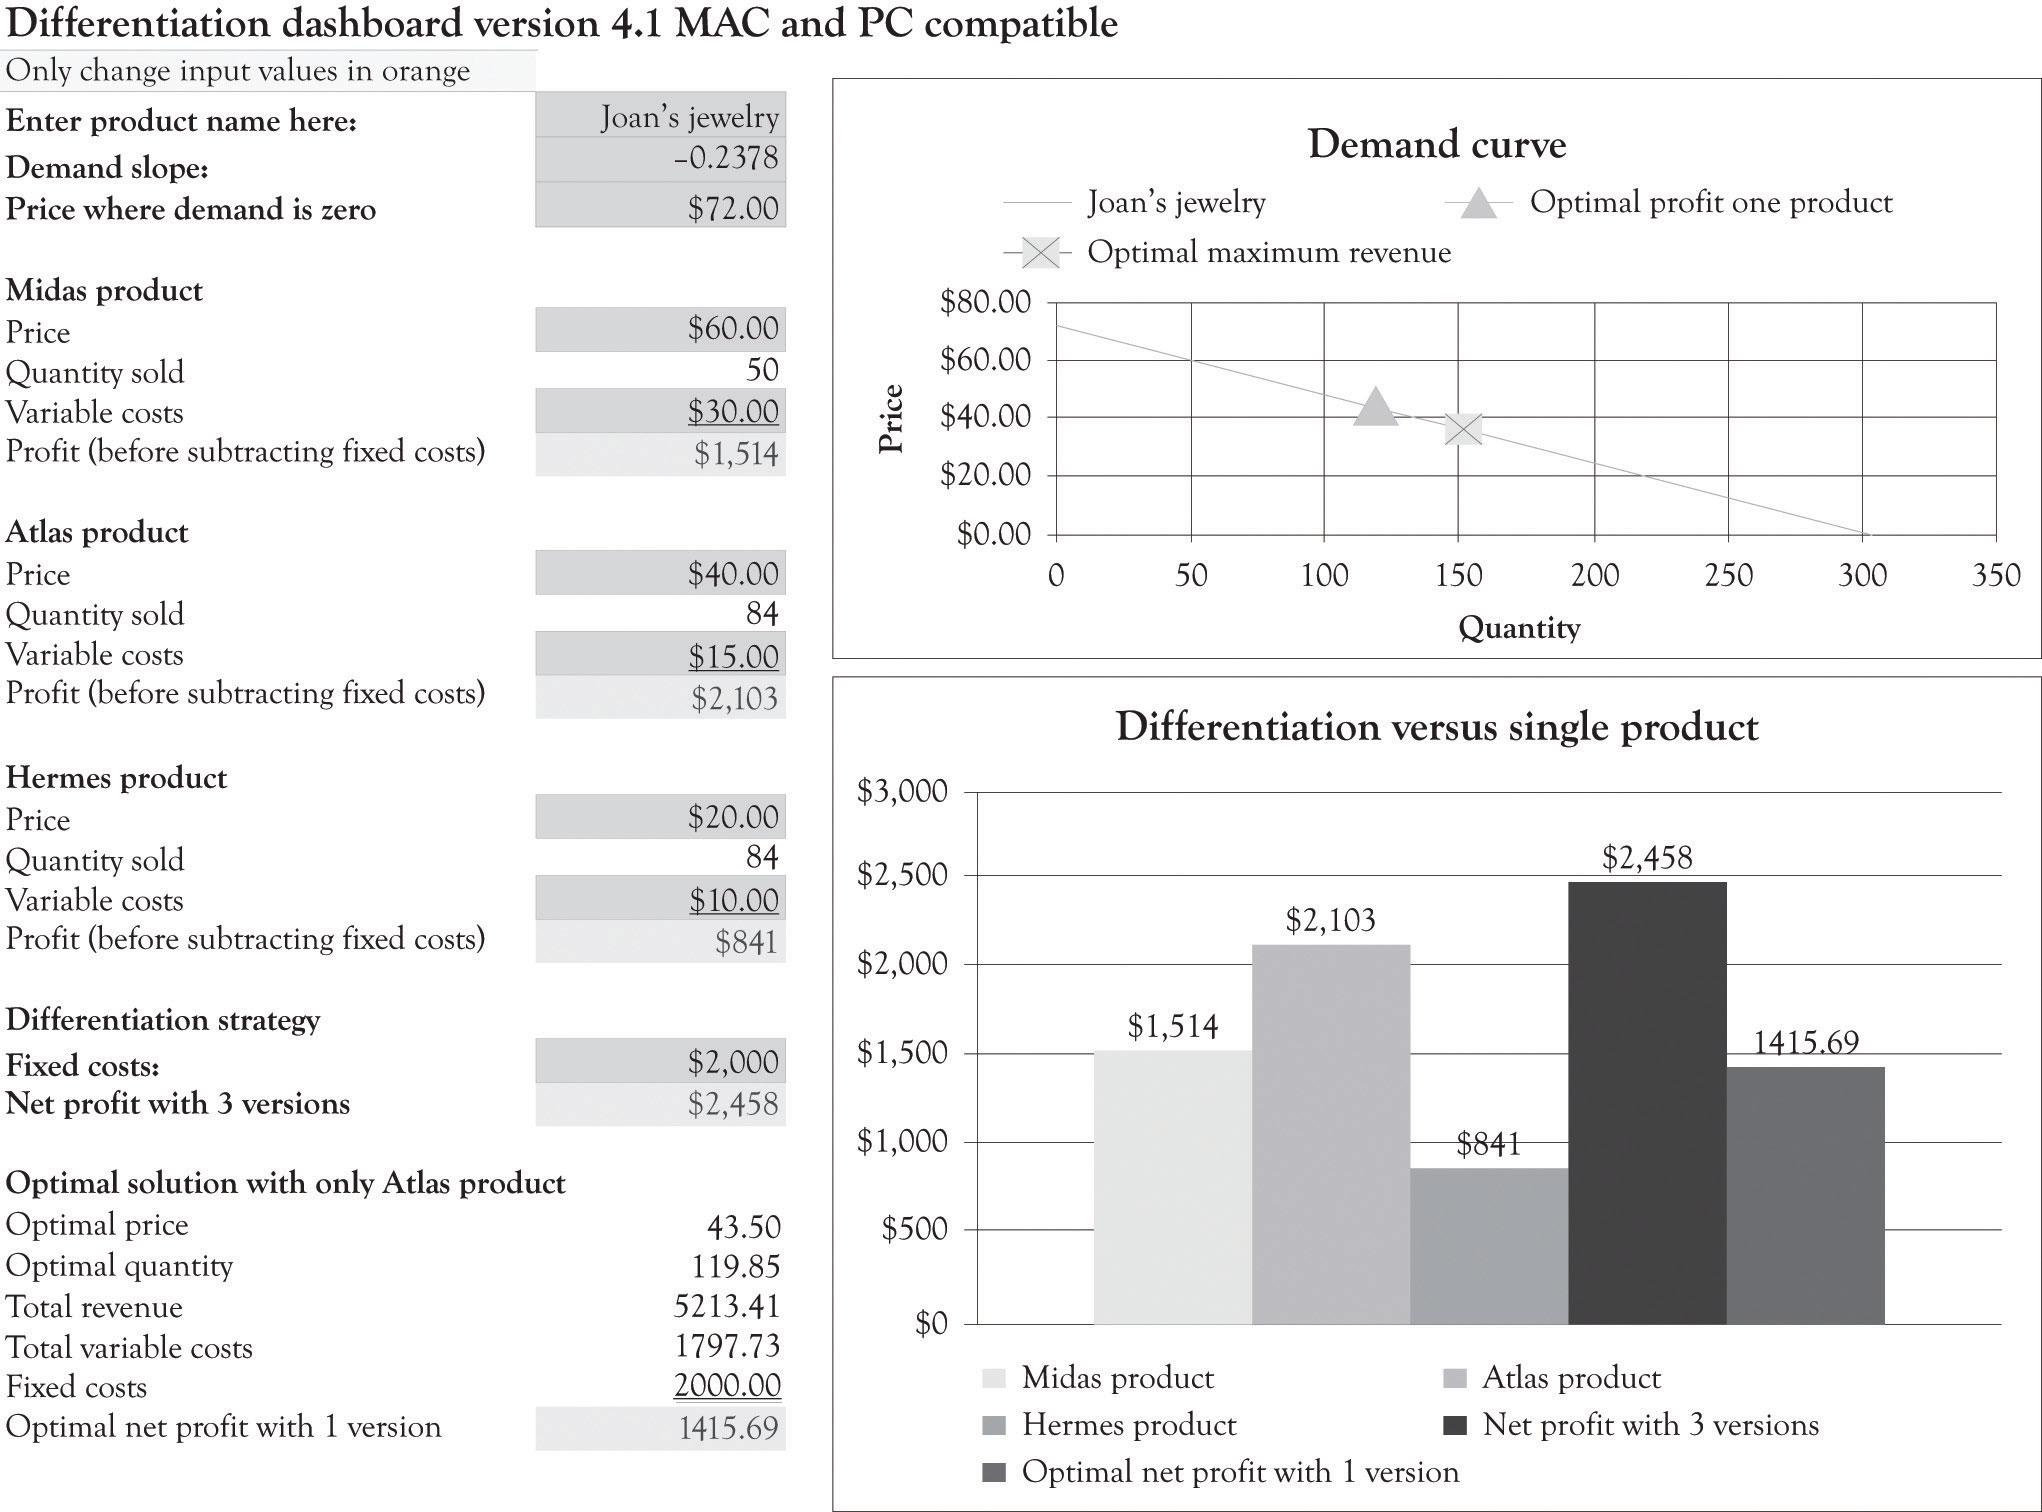 Differentiation dashboard version 4.1 MAC and PC compatible
Only change input values in orange
Enter product name here: Joan's jewelry
Demand slope: –0.2378
Price where demand is zero $72.00
Midas product
Price $60.00
Quantity sold 50
Variable costs $30.00
Profit (before subtracting fixed costs) $1,514
Atlas product
Price $40.00
Quantity sold 84
Variable costs $15.00
Profit (before subtracting fixed costs) $2,103
Hermes product
Price $20.00
Quantity sold 84
Variable costs $10.00
Profit (before subtracting fixed costs) $841
Differentiation strategy
Fixed costs: $2,000
Net profit with 3 versions $2,458
Optimal solution with only Atlas product
Optimal price 43.50
Optimal quantity 119.85
Total revenue 5213.41
Total variable costs 1797.73
Fixed costs 2000.00
Optimal net profit with 1 version 1415.69
Demand curve
Joan's jewelry Optimal profit one product
Optimal maximum revenue
Price
$80.00
$60.00
$40.00
$20.00
$0.00
0 50 100 150 200 250 300 350
Quantity
Differentiation versus single product
$3,000
$2,500
$2,000
$1,500
$1,000
$500
$0
$1,514
$2,103
$841
$2,458
1415.69
Midas product Atlas product
Hermes product Net profit with 3 versions
Optimal net profit with 1 version